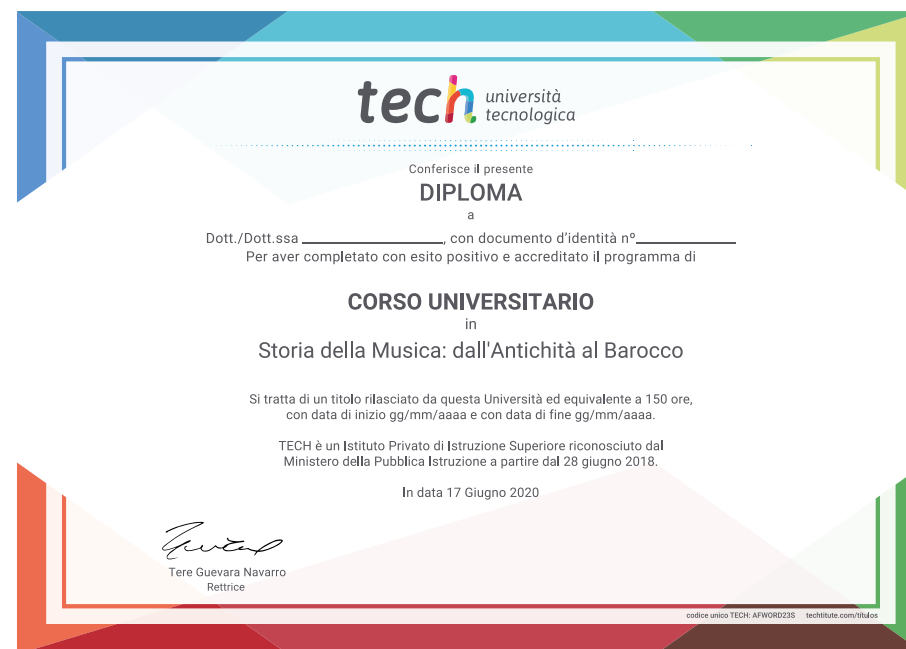 tech università
tecnologica
Conferisce il presente
DIPLOMA
a
Dott./Dott.ssa ____________________, con documento d'identità nº______________
Per aver completato con esito positivo e accreditato il programma di
CORSO UNIVERSITARIO
in
Storia della Musica: dall'Antichità al Barocco
Si tratta di un titolo rilasciato da questa Università ed equivalente a 150 ore,
con data di inizio gg/mm/aaaa e con data di fine gg/mm/aaaa.
TECH è un Istituto Privato di Istruzione Superiore riconosciuto dal
Ministero della Pubblica Istruzione a partire dal 28 giugno 2018.
In data 17 Giugno 2020
Tere Guevara Navarro
Rettrice
codice unico TECH: AFWORD23S techtitute.com/titulos